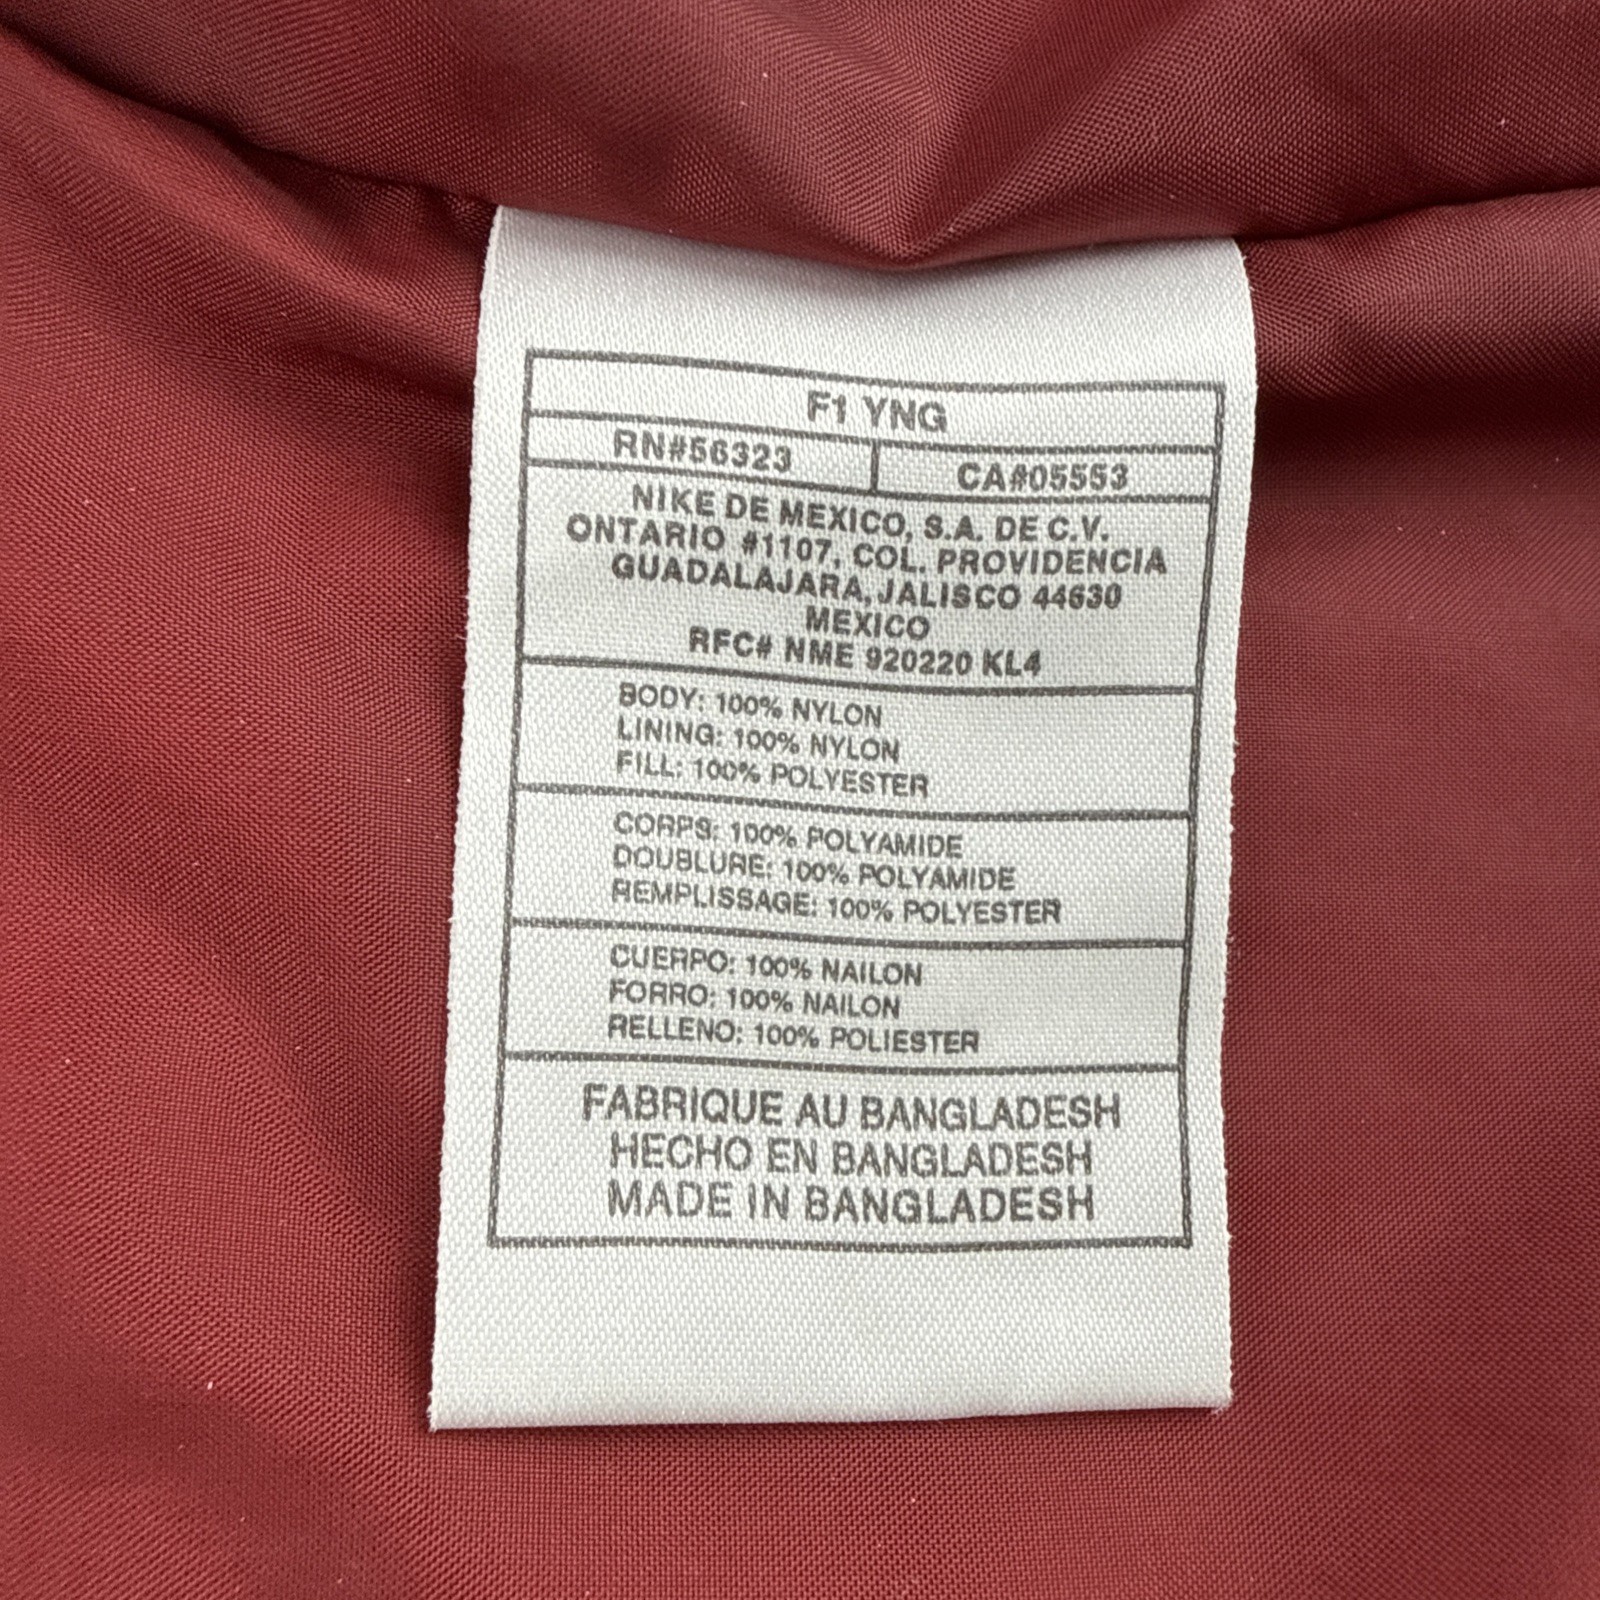 F1 YNG
RN#56323 CA#05553
NIKE DE MEXICO, S.A. DE C.V.
ONTARIO #1107, COL. PROVIDENCIA
GUADALAJARA, JALISCO 44630
MEXICO
RFC# NME 920220 KL4
BODY: 100% NYLON
LINING: 100% NYLON
FILL: 100% POLYESTER
CORPS: 100% POLYAMIDE
DOUBLURE: 100% POLYAMIDE
REMPLISSAGE: 100% POLYESTER
CUERPO: 100% NAILON
FORRO: 100% NAILON
RELLENO: 100% POLIESTER
FABRIQUE AU BANGLADESH
HECHO EN BANGLADESH
MADE IN BANGLADESH